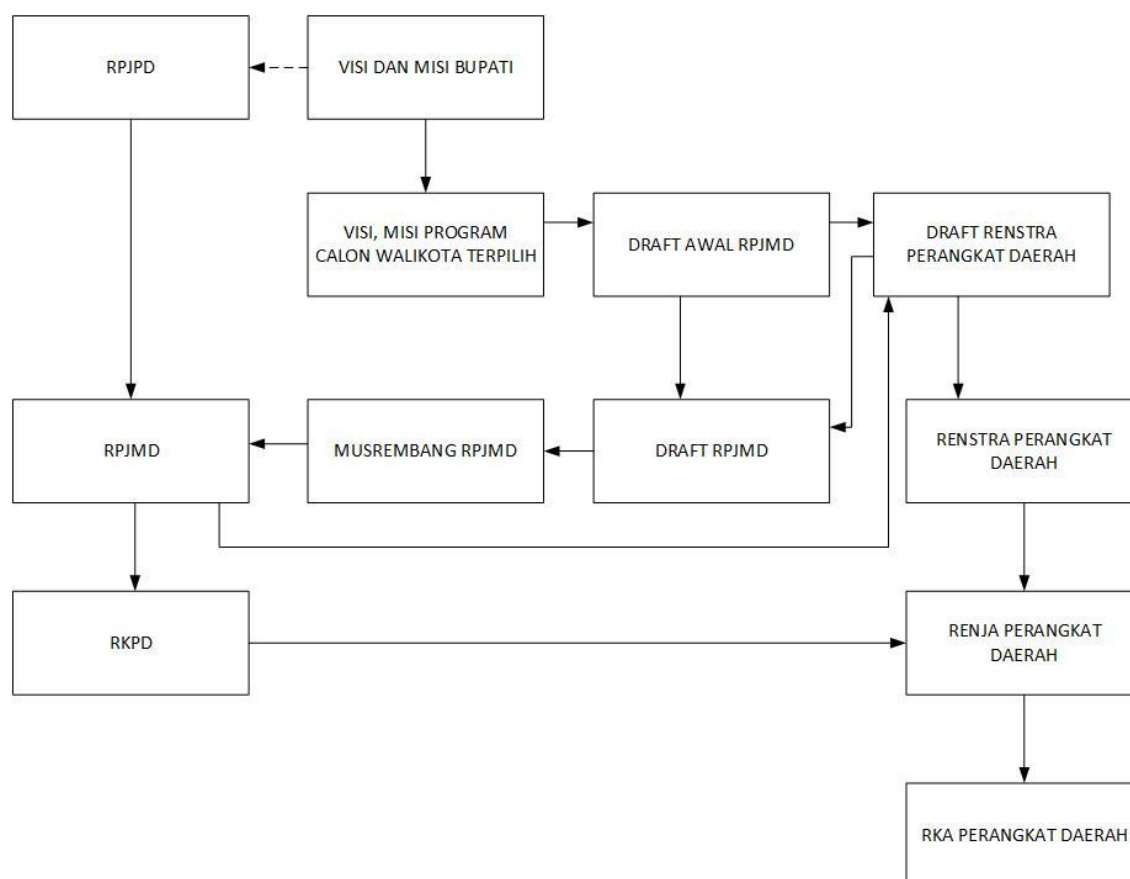 RPJPD
VISI DAN MISI BUPATI
VISI, MISI PROGRAM
CALON WALIKOTA TERPILIH
DRAFT AWAL RPJMD
DRAFT RENSTRA
PERANGKAT DAERAH
RPJMD
MUSREMBANG RPJMD
DRAFT RPJMD
RENSTRA PERANGKAT
DAERAH
RKPD
RENJA PERANGKAT
DAERAH
RKA PERANGKAT DAERAH